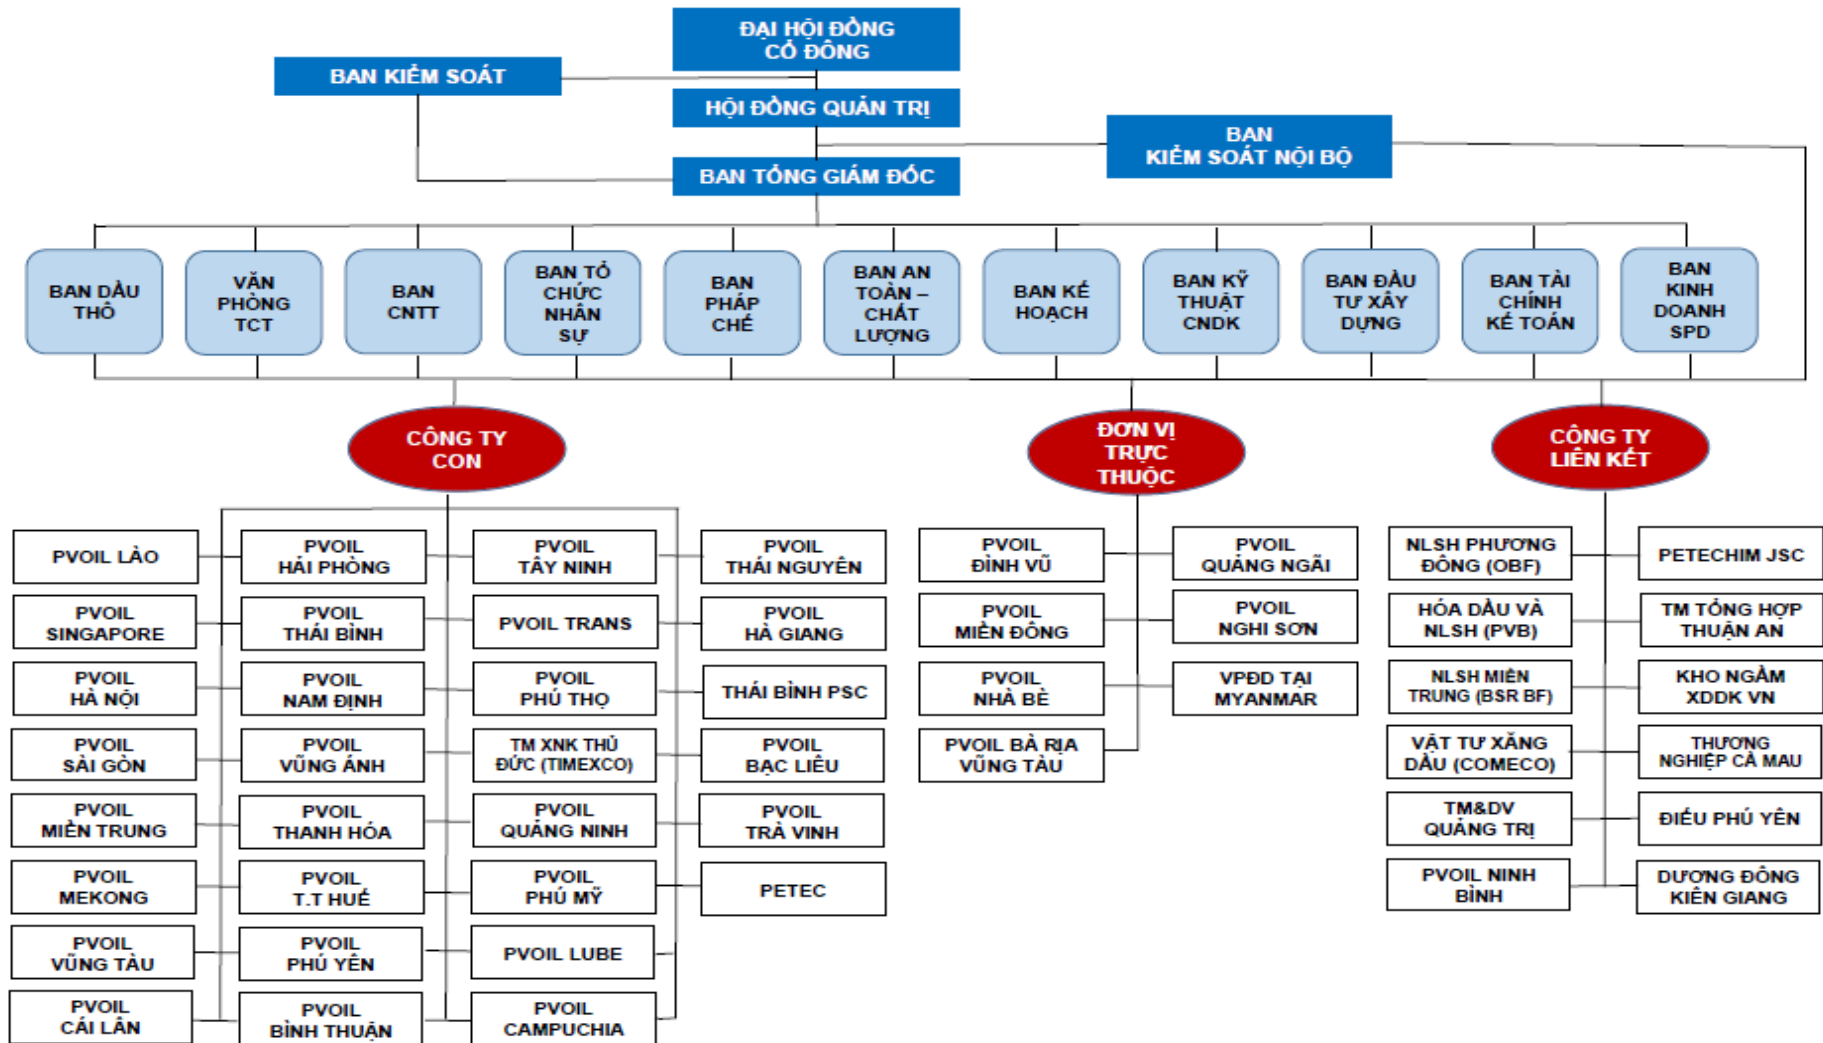 ĐẠI HỘI ĐỒNG
CỔ ĐÔNG
BAN KIỂM SOÁT
HỘI ĐỒNG QUẢN TRỊ
BAN
KIỂM SOÁT NỘI BỘ
BAN TỔNG GIÁM ĐỐC
BAN DẦU
THÔ
VĂN
PHÒNG
TCT
BAN
CNTT
BAN TỔ
CHỨC
NHÂN
SỰ
BAN
PHÁP
CHẾ
BAN AN
TOÀN –
CHẤT
LƯỢNG
BAN KẾ
HOẠCH
BAN KỸ
THUẬT
CNDK
BAN ĐẦU
TƯ XÂY
DỰNG
BAN TÀI
CHÍNH
KẾ TOÁN
BAN
KINH
DOANH
SPD
CÔNG TY
CON
ĐƠN VỊ
TRỰC
THUỘC
CÔNG TY
LIÊN KẾT
PVOIL LÀO
PVOIL
HẢI PHÒNG
PVOIL
TÂY NINH
PVOIL
THÁI NGUYÊN
PVOIL
SINGAPORE
PVOIL
THÁI BÌNH
PVOIL TRANS
PVOIL
HÀ GIANG
PVOIL
HÀ NỘI
PVOIL
NAM ĐỊNH
PVOIL
PHÚ THỌ
THÁI BÌNH PSC
PVOIL
SÀI GÒN
PVOIL
VŨNG ÁNH
TM XNK THỦ
ĐỨC (TIMEXCO)
PVOIL
BẠC LIÊU
PVOIL
MIỀN TRUNG
PVOIL
THANH HÓA
PVOIL
QUẢNG NINH
PVOIL
TRÀ VINH
PVOIL
MEKONG
PVOIL
T.T HUẾ
PVOIL
PHÚ MỸ
PETEC
PVOIL
VŨNG TÀU
PVOIL
PHÚ YÊN
PVOIL LUBE
PVOIL
CÁI LÂN
PVOIL
BÌNH THUẬN
PVOIL
CAMPUCHIA
PVOIL
ĐÌNH VŨ
PVOIL
QUẢNG NGÃI
PVOIL
MIỀN ĐÔNG
PVOIL
NGHI SƠN
PVOIL
NHÀ BÈ
VPĐD TẠI
MYANMAR
PVOIL BÀ RỊA
VŨNG TÀU
NLSH PHƯƠNG
ĐÔNG (OBF)
PETECHIM JSC
HÓA DẦU VÀ
NLSH (PVB)
TM TỔNG HỢP
THUẬN AN
NLSH MIỀN
TRUNG (BSR BF)
KHO NGẦM
XDDK VN
VẬT TƯ XĂNG
DẦU (COMECO)
THƯƠNG
NGHIỆP CÀ MAU
TM&DV
QUẢNG TRỊ
ĐIỀU PHÚ YÊN
PVOIL NINH
BÌNH
DƯƠNG ĐÔNG
KIÊN GIANG